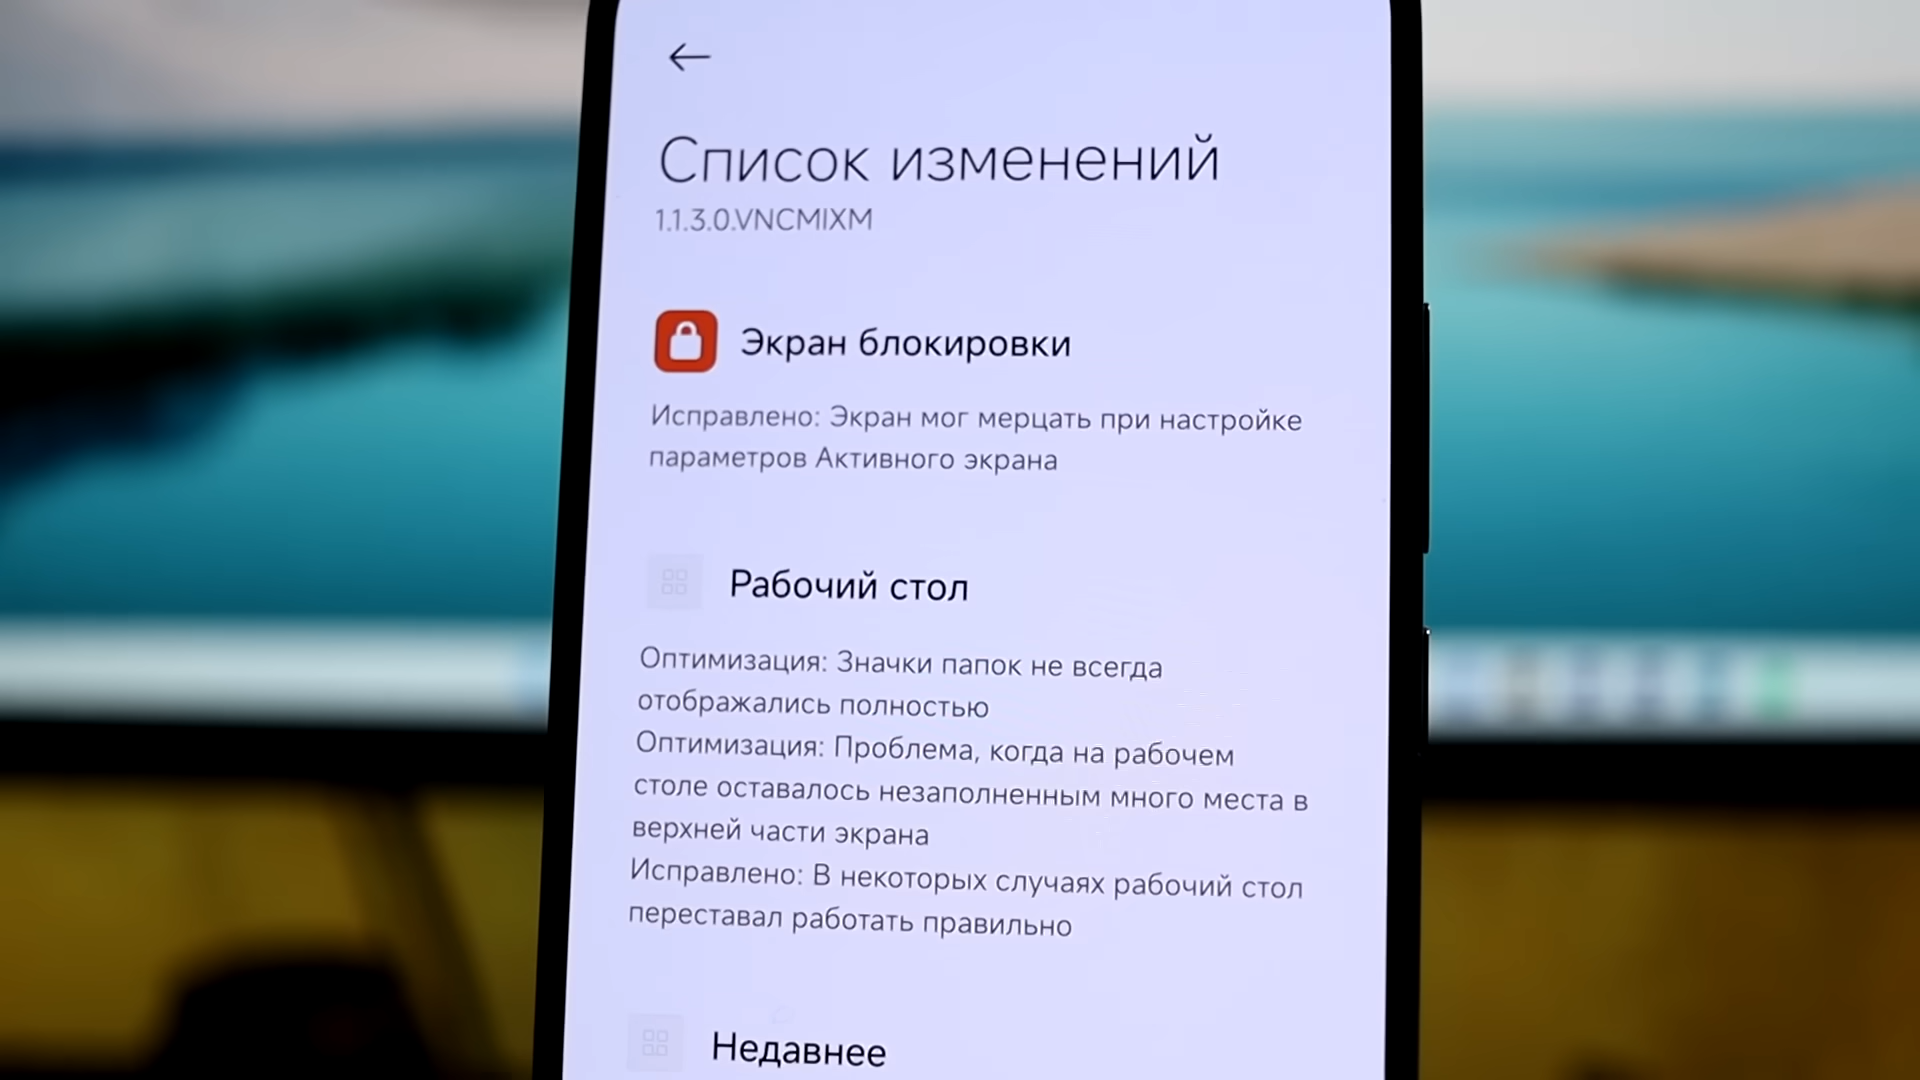 Список изменений
1.1.3.0.VNCMIXM
Экран блокировки
Исправлено: Экран мог мерцать при настройке
параметров Активного экрана
Рабочий стол
Оптимизация: Значки папок не всегда
отображались полностью
Оптимизация: Проблема, когда на рабочем
столе оставалось незаполненным много места в
верхней части экрана
Исправлено: В некоторых случаях рабочий стол
переставал работать правильно
Недавнее